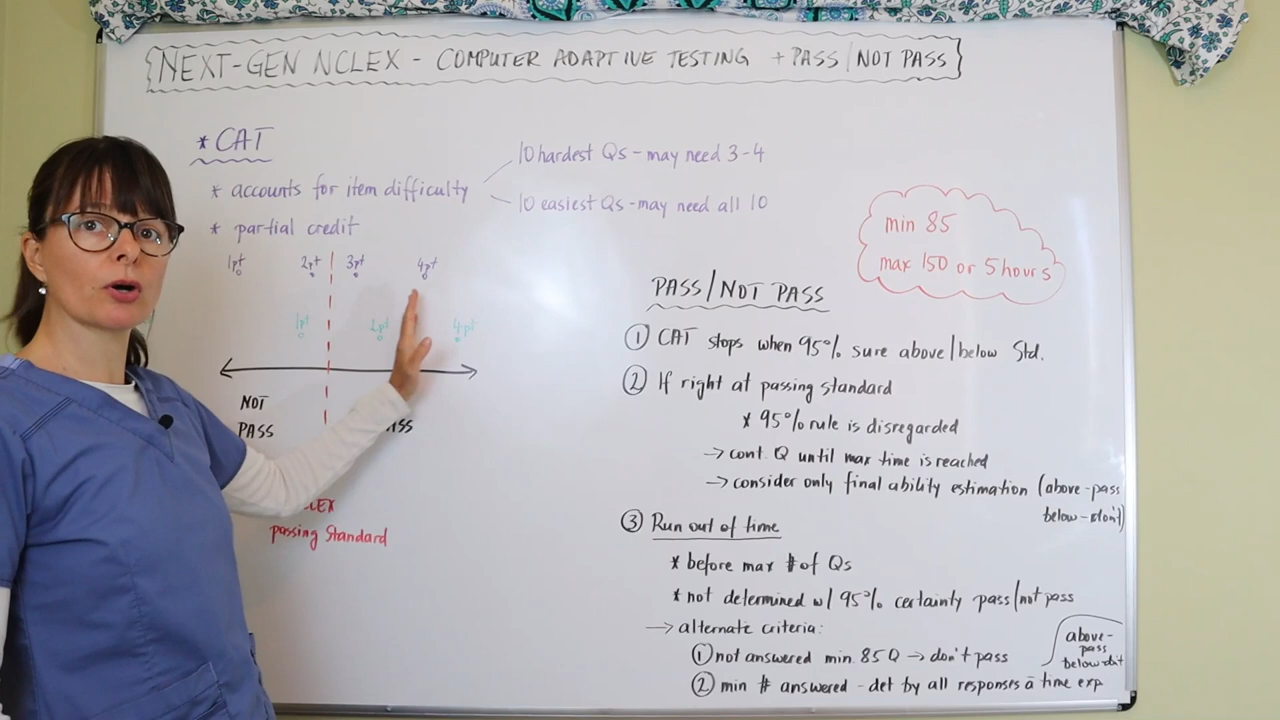 NEXT-GEN NCLEX - COMPUTER ADAPTIVE TESTING + PASS/NOT PASS
* CAT
* accounts for item difficulty
10 hardest Qs - may need 3-4
10 easiest Qs - may need all 10
* partial credit
1pt 2pt 3pt 4pt
1pt 2pt 4pt
NOT
PASS
passing Standard
min 85
max 150 or 5 hours
PASS/NOT PASS
① CAT stops when 95% sure above/below Std.
② If right at passing standard
* 95% rule is disregarded
→ cont. Q until max time is reached
→ consider only final ability estimation (above-pass
below-don't)
③ Run out of time
* before max # of Qs
* not determined w/ 95% certainty pass/not pass
→ alternate criteria:
① not answered min. 85Q → don't pass
② min # answered - det by all responses @ time exp
above-
pass